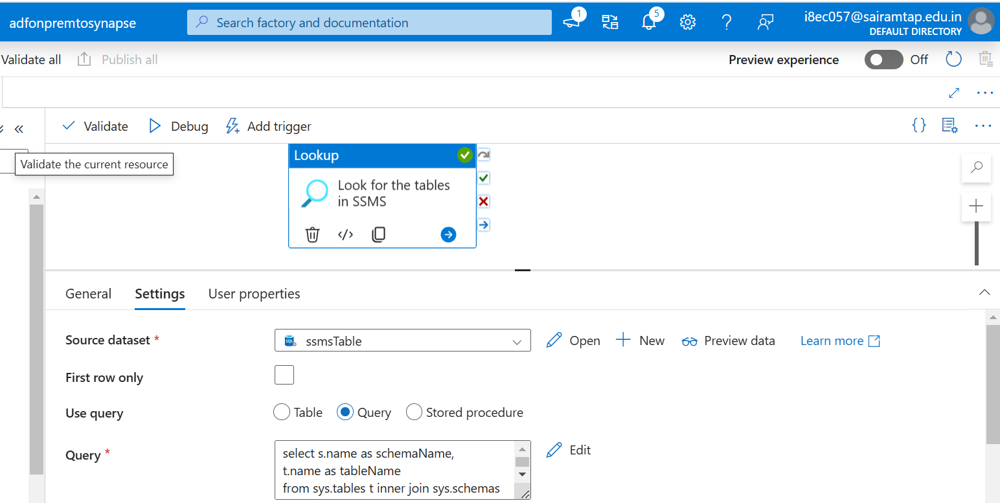 adfonpremtosynapse
Search factory and documentation
1
5
i8ec057@sairamtap.edu.in
DEFAULT DIRECTORY
Validate all
Publish all
Preview experience
Off
Validate
Debug
Add trigger
Validate the current resource
Lookup
Look for the tables
in SSMS
General
Settings
User properties
Source dataset *
SQL
ssmsTable
Open
New
Preview data
Learn more
First row only
Use query
Table
Query
Stored procedure
Query *
select s.name as schemaName,
t.name as tableName
from sys.tables t inner join sys.schemas
Edit